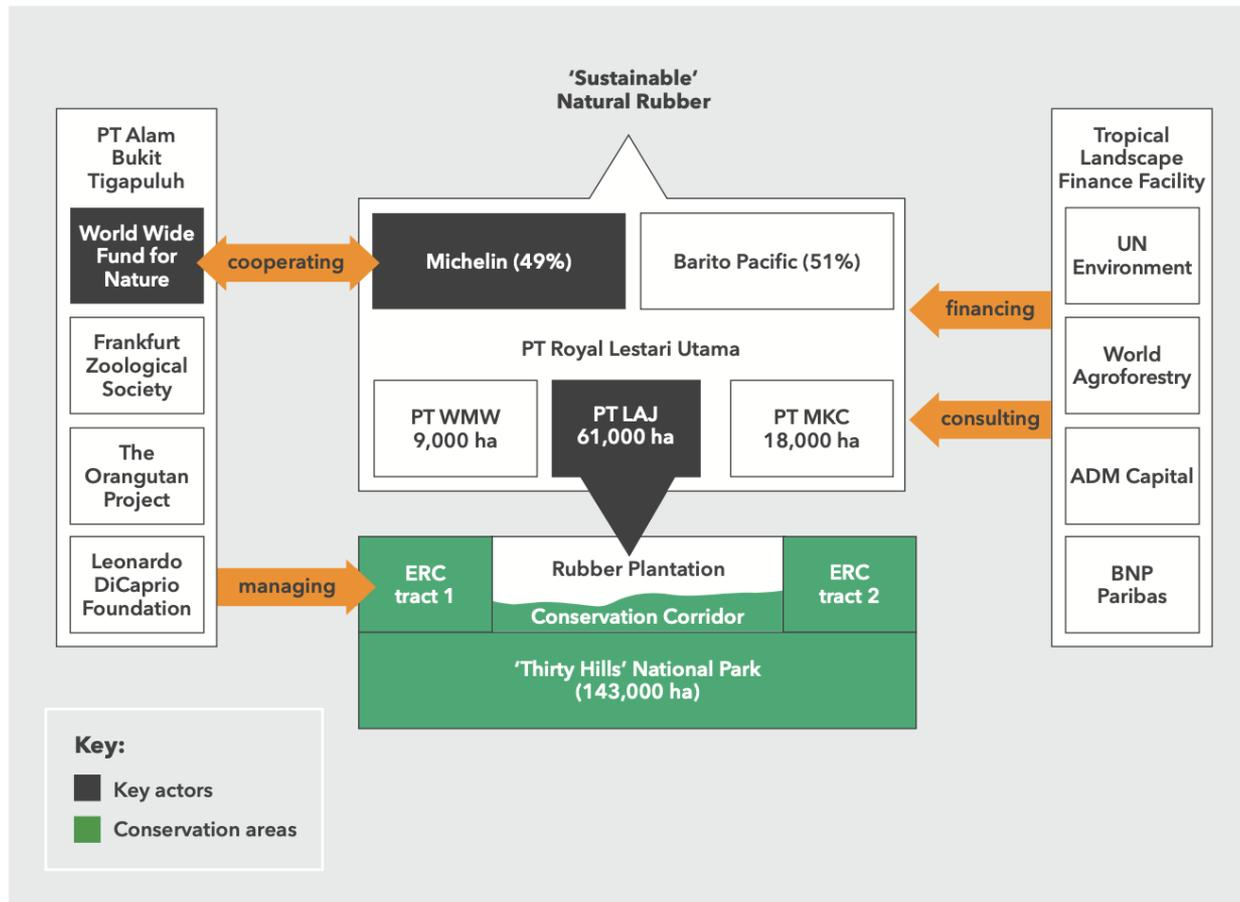 'Sustainable'
Natural Rubber
PT Alam
Bukit
Tigapuluh
World Wide
Fund for
Nature
Frankfurt
Zoological
Society
The
Orangutan
Project
Leonardo
DiCaprio
Foundation
cooperating
managing
Michelin (49%)
Barito Pacific (51%)
PT Royal Lestari Utama
PT WMW
9,000 ha
PT LAJ
61,000 ha
PT MKC
18,000 ha
financing
consulting
Tropical
Landscape
Finance Facility
UN
Environment
World
Agroforestry
ADM Capital
BNP
Paribas
ERC
tract 1
Rubber Plantation
Conservation Corridor
ERC
tract 2
'Thirty Hills' National Park
(143,000 ha)
Key:
Key actors
Conservation areas